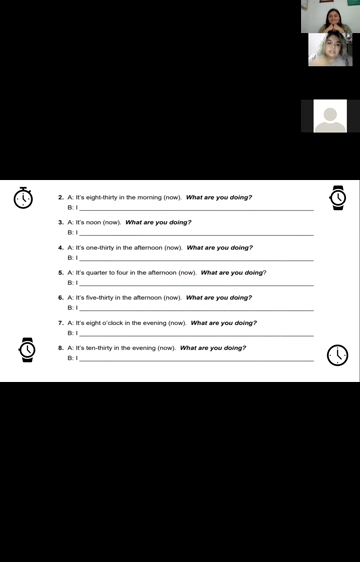 2. A: It's eight-thirty in the morning (now). What are you doing?
B: I
3. A: It's noon (now). What are you doing?
B: I
4. A: It's one-thirty in the afternoon (now). What are you doing?
B: I
5. A: It's quarter to four in the afternoon (now). What are you doing?
B: I
6. A: It's five-thirty in the afternoon (now). What are you doing?
B: I
7. A: It's eight o'clock in the evening (now). What are you doing?
B: I
8. A: It's ten-thirty in the evening (now). What are you doing?
B: I